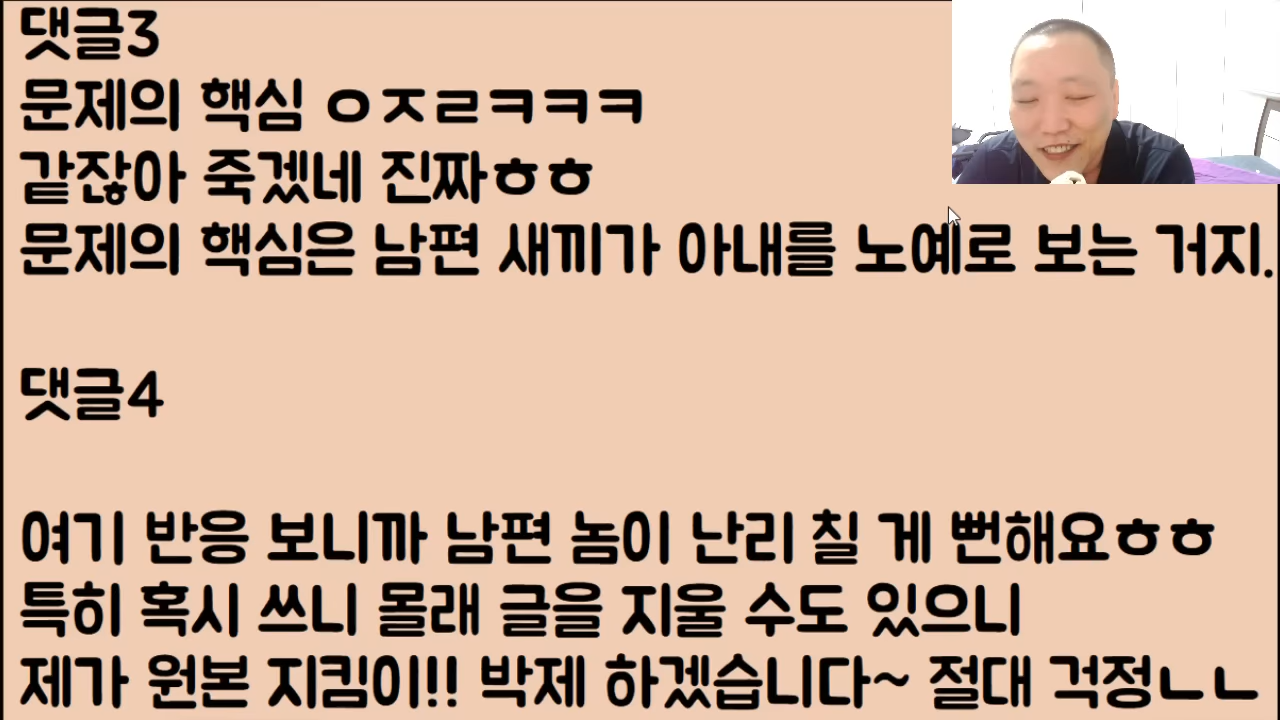 댓글3
문제의 핵심 ㅇㅈㄹㅋㅋㅋ
같잖아 죽겠네 진짜ㅎㅎ
문제의 핵심은 남편 새끼가 아내를 노예로 보는 거지.
댓글4
여기 반응 보니까 남편 놈이 난리 칠 게 뻔해요ㅎㅎ
특히 혹시 쓰니 몰래 글을 지울 수도 있으니
제가 원본 지킴이!! 박제 하겠습니다~ 절대 걱정ㄴㄴ